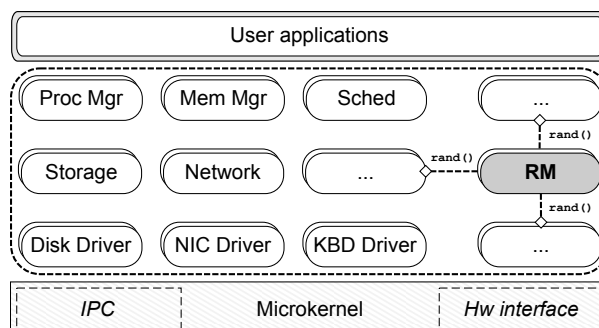 User applications
Proc Mgr Mem Mgr Sched ...
rand()
Storage Network ... rand() RM
rand()
Disk Driver NIC Driver KBD Driver ...
IPC Microkernel Hw interface